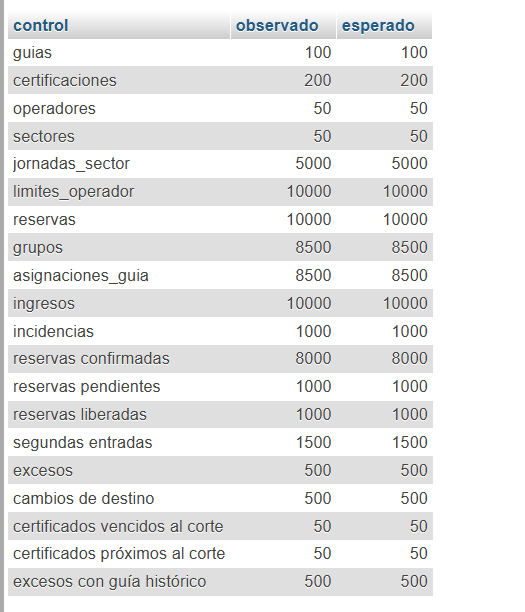 control observado esperado
guias 100 100
certificaciones 200 200
operadores 50 50
sectores 50 50
jornadas_sector 5000 5000
limites_operador 10000 10000
reservas 10000 10000
grupos 8500 8500
asignaciones_guia 8500 8500
ingresos 10000 10000
incidencias 1000 1000
reservas confirmadas 8000 8000
reservas pendientes 1000 1000
reservas liberadas 1000 1000
segundas entradas 1500 1500
excesos 500 500
cambios de destino 500 500
certificados vencidos al corte 50 50
certificados próximos al corte 50 50
excesos con guía histórico 500 500